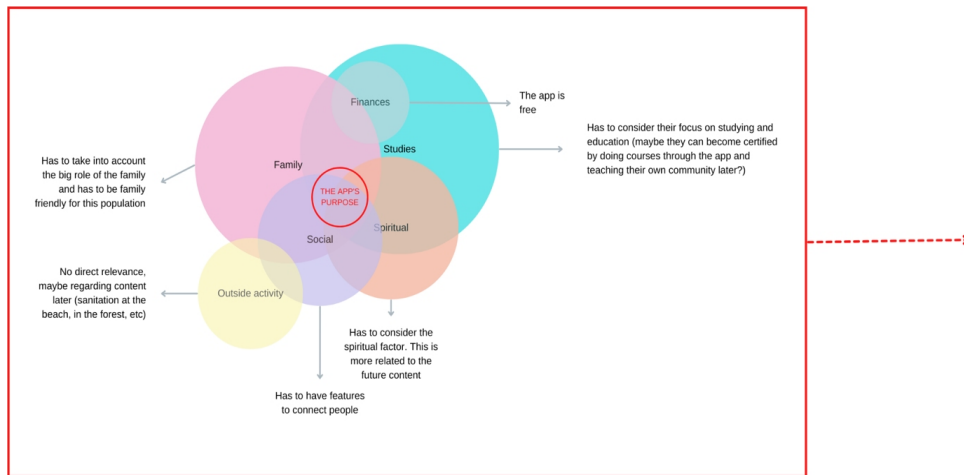 Finances
The app is
free
Studies
Has to consider their focus on studying and
education (maybe they can become certified
by doing courses through the app and
teaching their own community later?)
Family
Has to take into account
the big role of the family
and has to be family
friendly for this population
THE APP'S
PURPOSE
Spiritual
Social
No direct relevance,
maybe regarding content
later (sanitation at the
beach, in the forest, etc)
Outside activity
Has to consider the
spiritual factor. This is
more related to the
future content
Has to have features
to connect people